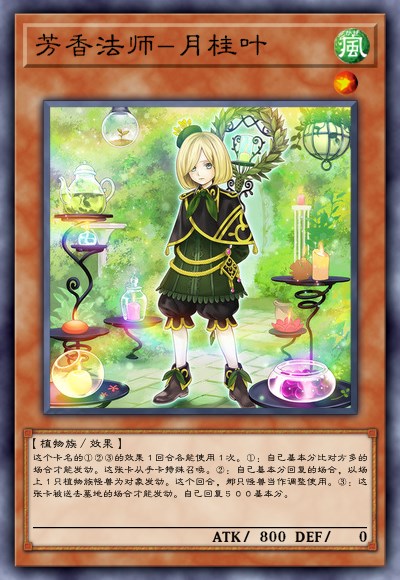 芳香法师-月桂叶
風
【植物族/效果】
这个卡名的①②③的效果1回合各能使用1次。①:自己基本分比对方多的
场合才能发动。这张卡从手卡特殊召唤。②:自己基本分回复的场合,以场
上1只植物族怪兽为对象发动。这个回合,那只怪兽当作调整使用。③:这
张卡被送去墓地的场合才能发动。自己回复500基本分。
ATK/ 800 DEF/ 0